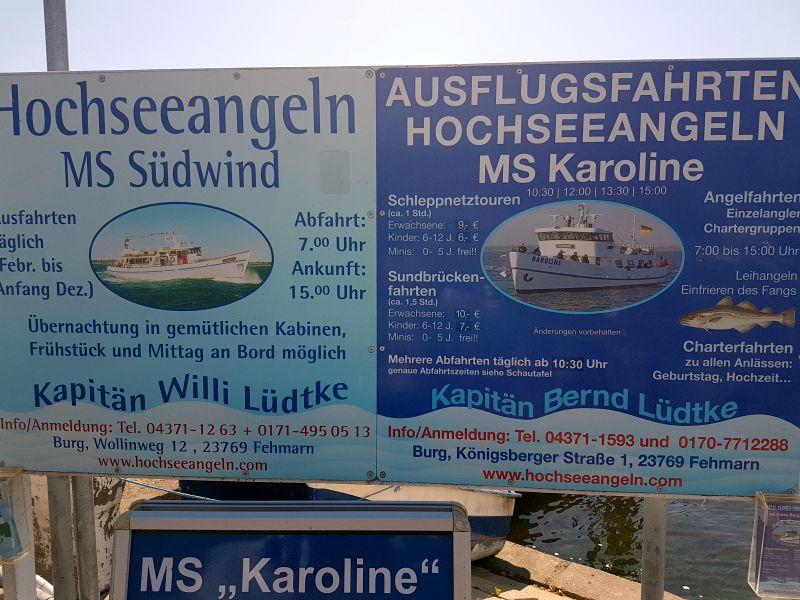 Hochseeangeln
MS Südwind
Ausfahrten
täglich
Febr. bis
Anfang Dez.)
Abfahrt:
7.00 Uhr
Ankunft:
15.00 Uhr
Übernachtung in gemütlichen Kabinen,
Frühstück und Mittag an Bord möglich
Kapitän Willi Lüdtke
Info/Anmeldung: Tel. 04371-12 63 + 0171-495 05 13
Burg, Wollinweg 12 , 23769 Fehmarn
www.hochseeangeln.com
AUSFLUGSFAHRTEN
HOCHSEEANGELN
MS Karoline
10:30 | 12:00 | 13:30 | 15:00
Schleppnetztouren
(ca. 1 Std.)
Erwachsene: 9,- €
Kinder: 6-12 J. 6,- €
Minis: 0- 5 J. frei!!
Sundbrücken-
fahrten
(ca. 1,5 Std.)
Erwachsene: 10,- €
Kinder: 6-12 J. 7,- €
Minis: 0- 5 J. frei!!
KAROLINE
Änderungen vorbehalten
Angelfahrten
Einzelangler
Chartergruppen
7:00 bis 15:00 Uhr
Leihangeln
Einfrieren des Fangs
Charterfahrten
zu allen Anlässen:
Geburtstag, Hochzeit...
Mehrere Abfahrten täglich ab 10:30 Uhr
genaue Abfahrtszeiten siehe Schautafel
Kapitän Bernd Lüdtke
Info/Anmeldung: Tel. 04371-1593 und 0170-7712288
Burg, Königsberger Straße 1, 23769 Fehmarn
www.hochseeangeln.com
MS „Karoline“